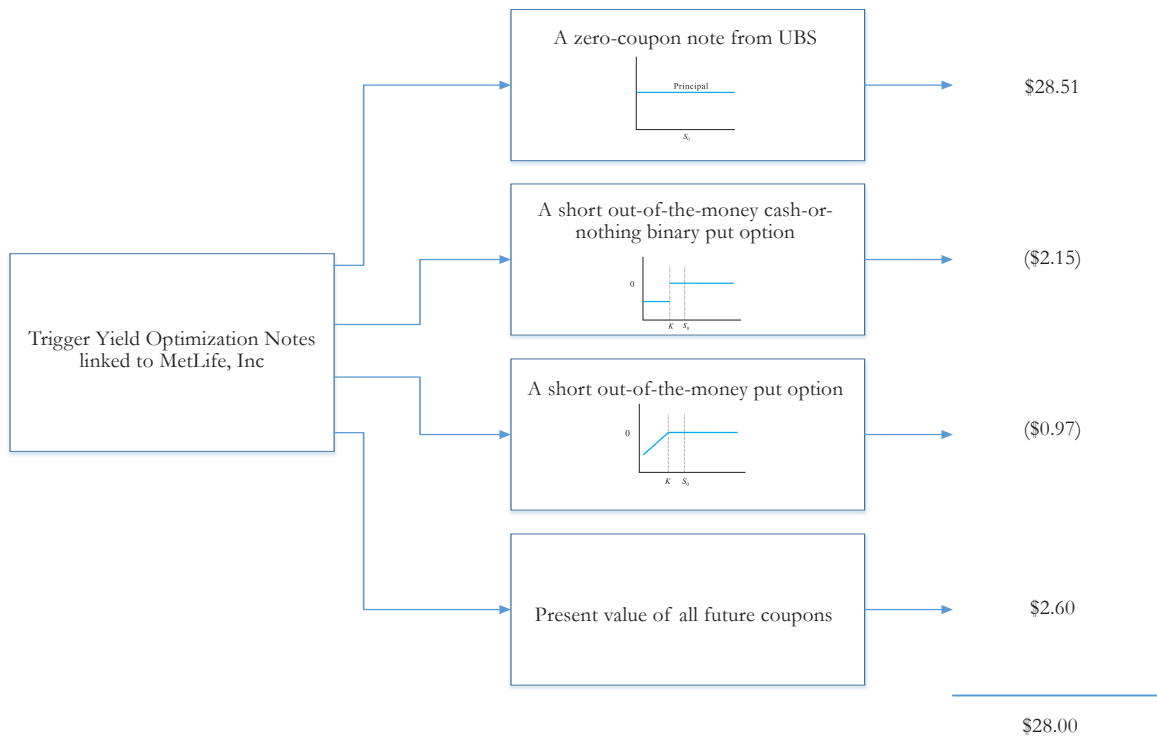 A zero-coupon note from UBS
Principal
S0
$28.51
A short out-of-the-money cash-or-
nothing binary put option
0
K S0
($2.15)
Trigger Yield Optimization Notes
linked to MetLife, Inc
A short out-of-the-money put option
0
K S0
($0.97)
Present value of all future coupons
$2.60
$28.00